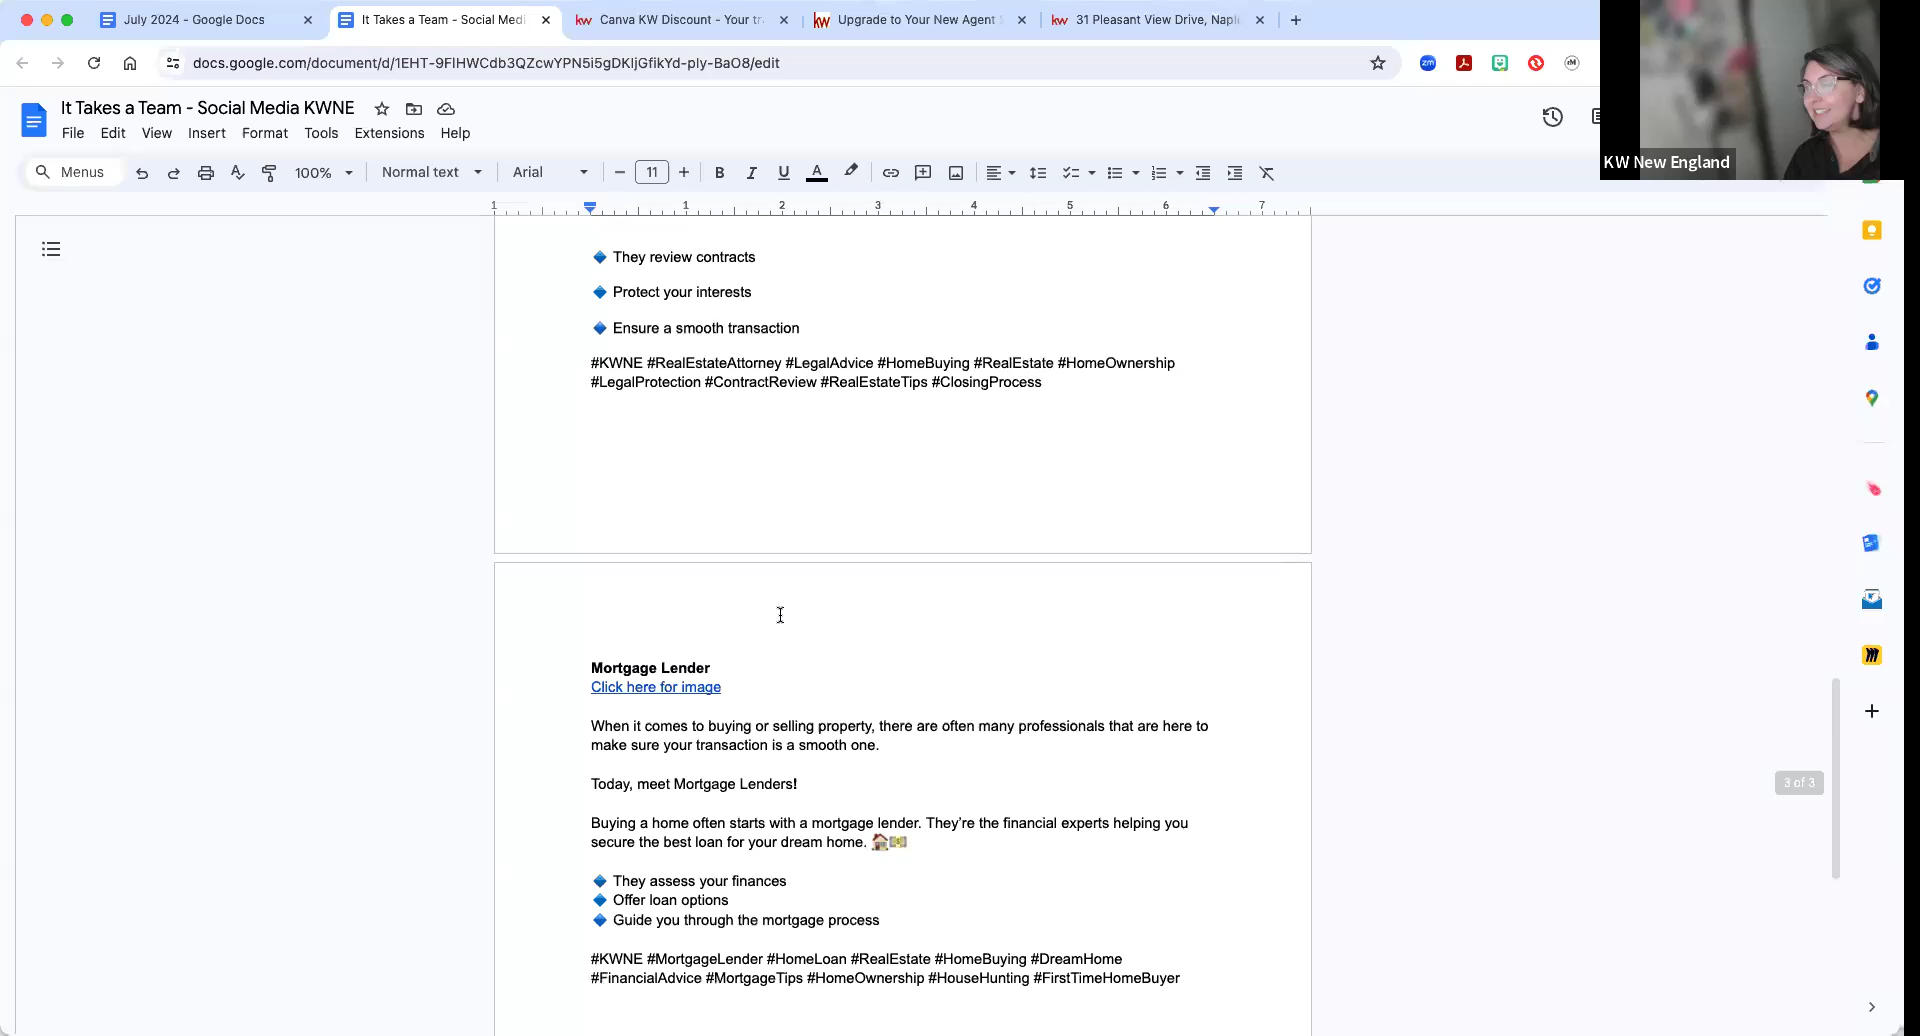 July 2024 - Google Docs
It Takes a Team - Social Medi
Canva KW Discount - Your tr
Upgrade to Your New Agent
31 Pleasant View Drive, Napl
docs.google.com/document/d/1EHT-9FlHWCdb3QZcwYPN5i5gDKljGfikYd-ply-BaO8/edit
It Takes a Team - Social Media KWNE
File Edit View Insert Format Tools Extensions Help
KW New England
Menus 100% Normal text Arial 11
1 1 2 3 4 5 6 7
They review contracts
Protect your interests
Ensure a smooth transaction
#KWNE #RealEstateAttorney #LegalAdvice #HomeBuying #RealEstate #HomeOwnership
#LegalProtection #ContractReview #RealEstateTips #ClosingProcess
Mortgage Lender
Click here for image
When it comes to buying or selling property, there are often many professionals that are here to
make sure your transaction is a smooth one.
Today, meet Mortgage Lenders!
3 of 3
Buying a home often starts with a mortgage lender. They're the financial experts helping you
secure the best loan for your dream home.
They assess your finances
Offer loan options
Guide you through the mortgage process
#KWNE #MortgageLender #HomeLoan #RealEstate #HomeBuying #DreamHome
#FinancialAdvice #MortgageTips #HomeOwnership #HouseHunting #FirstTimeHomeBuyer